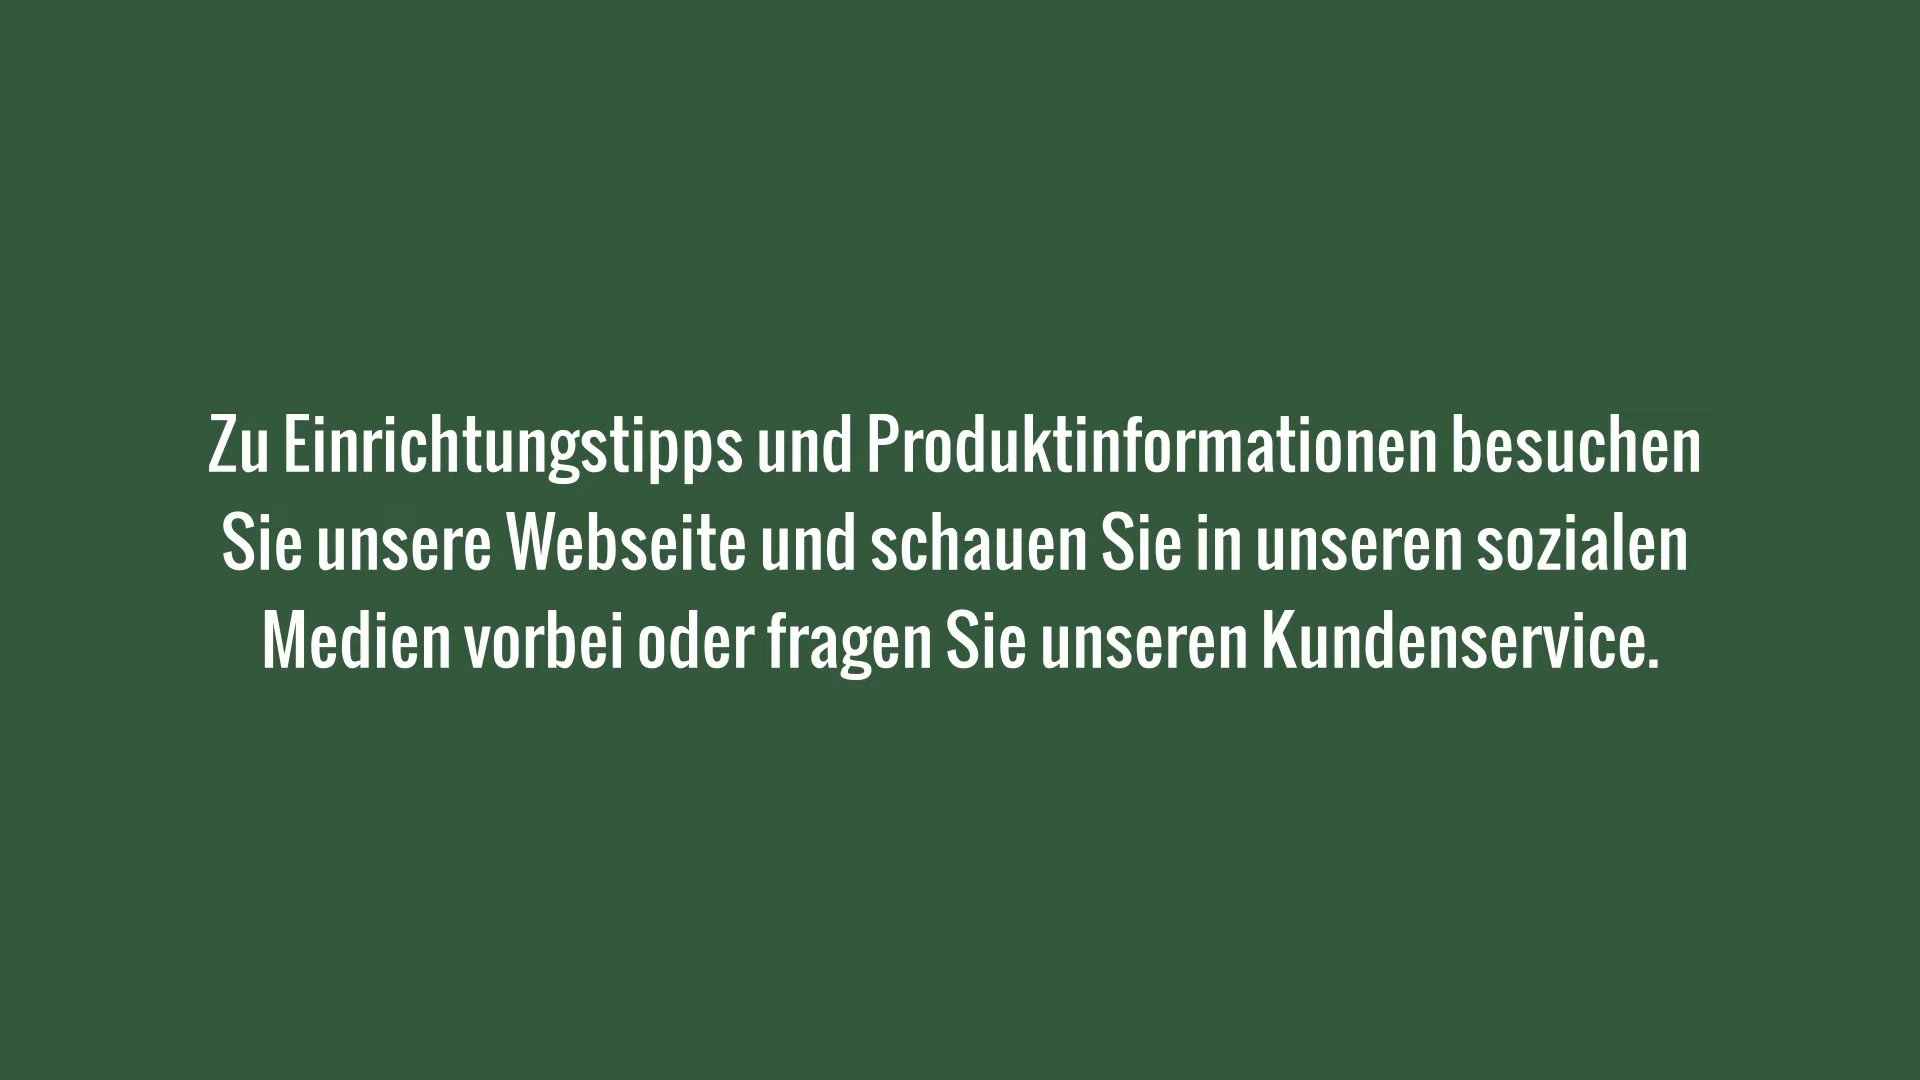 Zu Einrichtungstipps und Produktinformationen besuchen
Sie unsere Webseite und schauen Sie in unseren sozialen
Medien vorbei oder fragen Sie unseren Kundenservice.